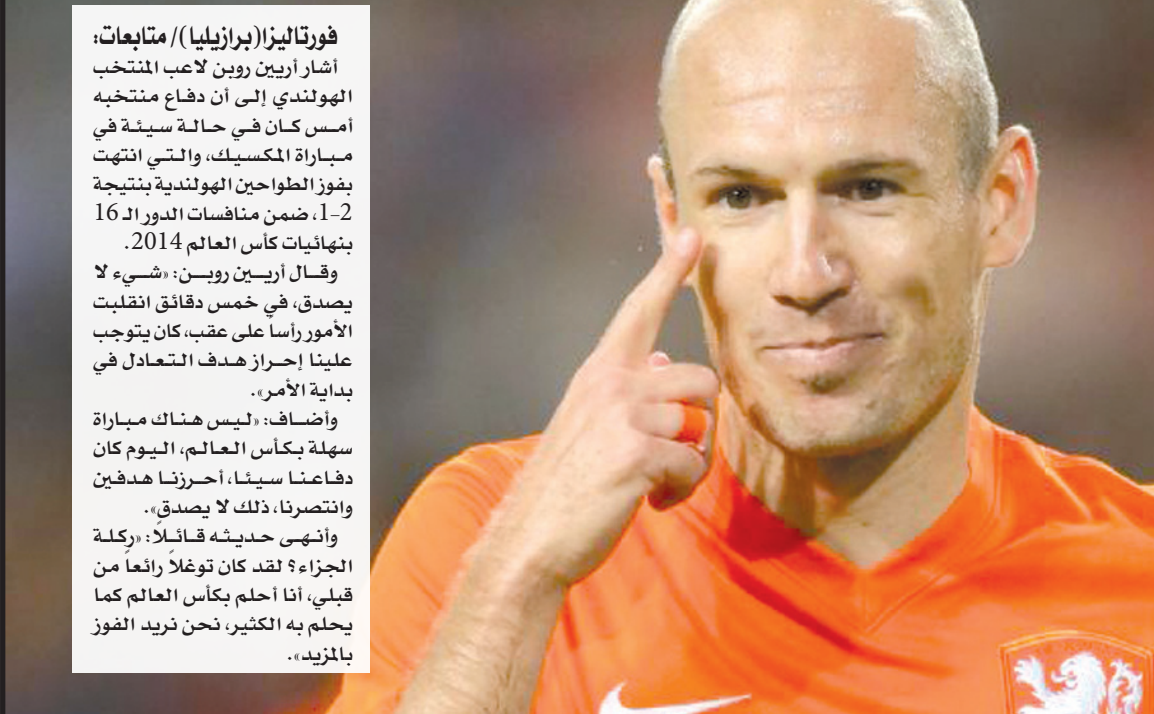 فورتاليزا(برازيليا)/ متابعات:
أشار أريين روبن لاعب المنتخب
الهولندي إلى أن دفاع منتخبه
أمس كان في حالة سيئة في
مباراة المكسيك، والتي انتهت
بفوز الطواحين الهولندية بنتيجة
2-1، ضمن منافسات الدور الـ 16
بنهائيات كأس العالم 2014.
وقال أريين روبن: «شيء لا
يصدق، في خمس دقائق انقلبت
الأمور رأساً على عقب، كان يتوجب
علينا إحراز هدف التعادل في
بداية الأمر».
وأضاف: «ليس هناك مباراة
سهلة بكأس العالم، اليوم كان
دفاعنا سيئا، أحرزنا هدفين
وانتصرنا، ذلك لا يصدق».
وأنهى حديثه قائلاً: «ركلة
الجزاء؟ لقد كان توغلاً رائعاً من
قبلي، أنا أحلم بكأس العالم كما
يحلم به الكثير، نحن نريد الفوز
بالمزيد».